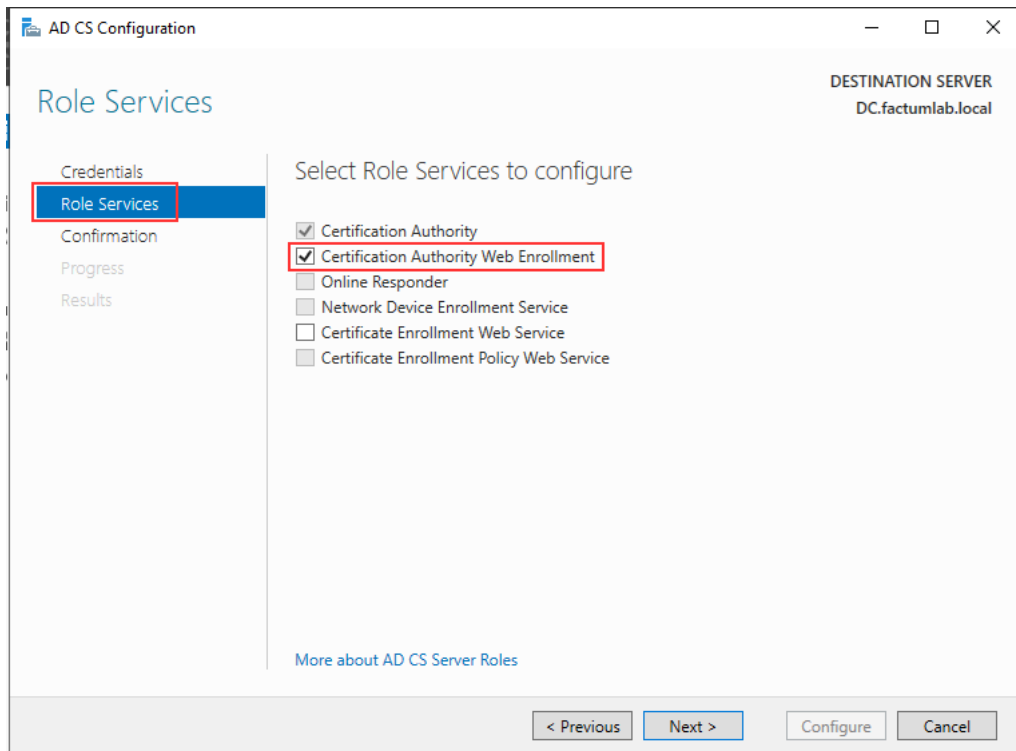 AD CS Configuration
Role Services
DESTINATION SERVER
DC.factumlab.local
Credentials
Role Services
Confirmation
Progress
Results
Select Role Services to configure
Certification Authority
Certification Authority Web Enrollment
Online Responder
Network Device Enrollment Service
Certificate Enrollment Web Service
Certificate Enrollment Policy Web Service
More about AD CS Server Roles
< Previous
Next >
Configure
Cancel